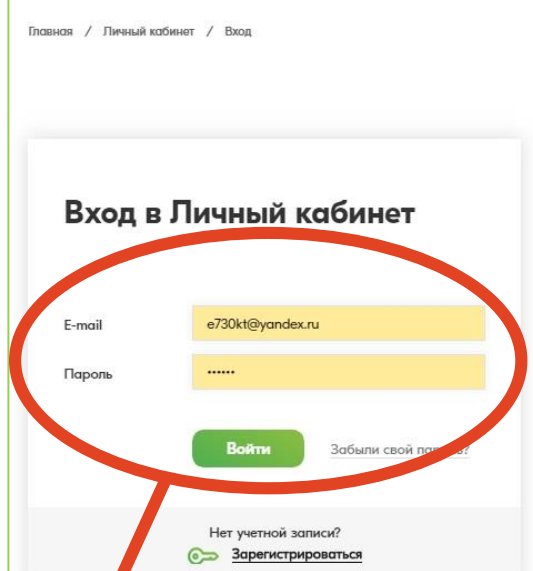 Главная / Личный кабинет / Вход
Вход в Личный кабинет
E-mail e730kt@yandex.ru
Пароль ••••••
Войти Забыли свой пароль?
Нет учетной записи?
Зарегистрироваться